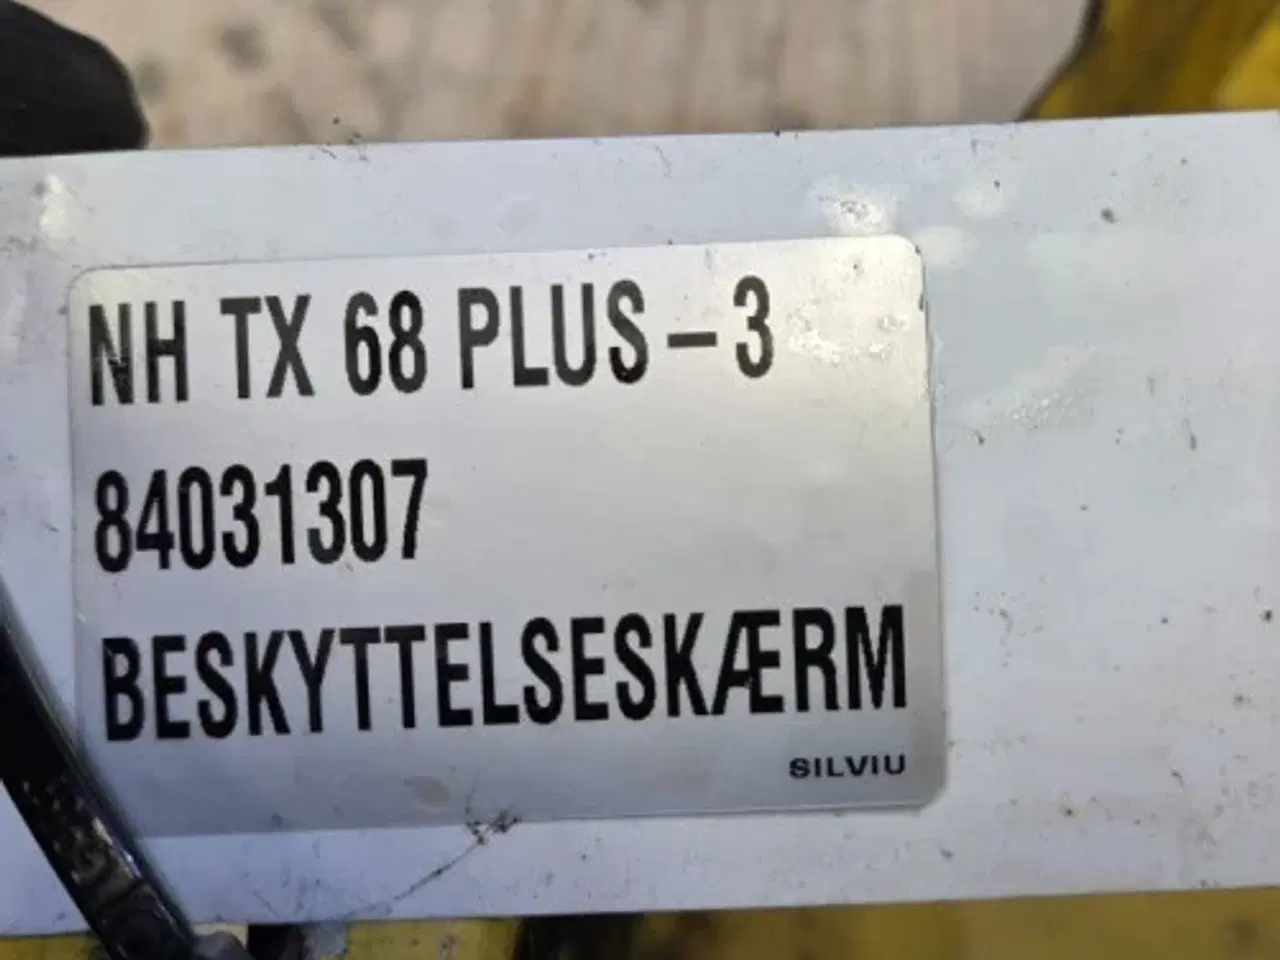 NH TX 68 PLUS - 3
84031307
BESKYTTELSESKÆRM
SILVIU